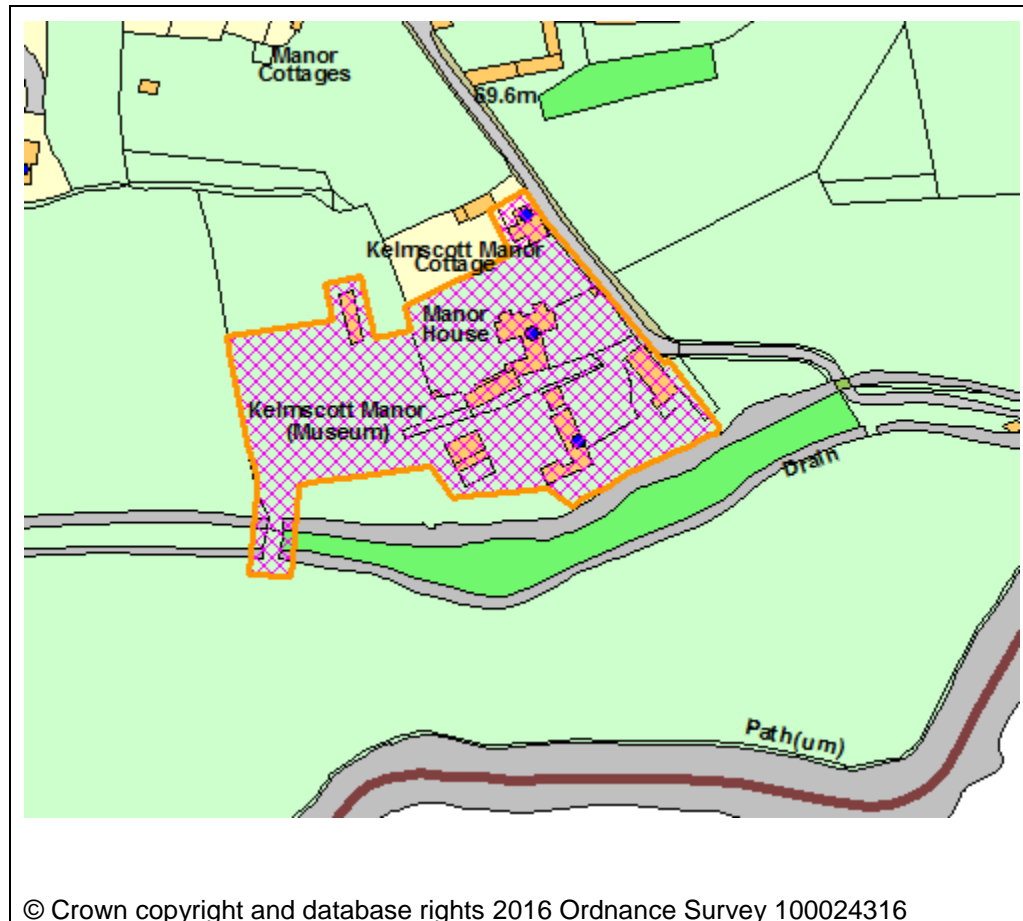 Manor
Cottages
69.6m
Kelmscott Manor
Cottage
Manor
House
Kelmscott Manor
(Museum)
Drain
Path(um)
© Crown copyright and database rights 2016 Ordnance Survey 100024316